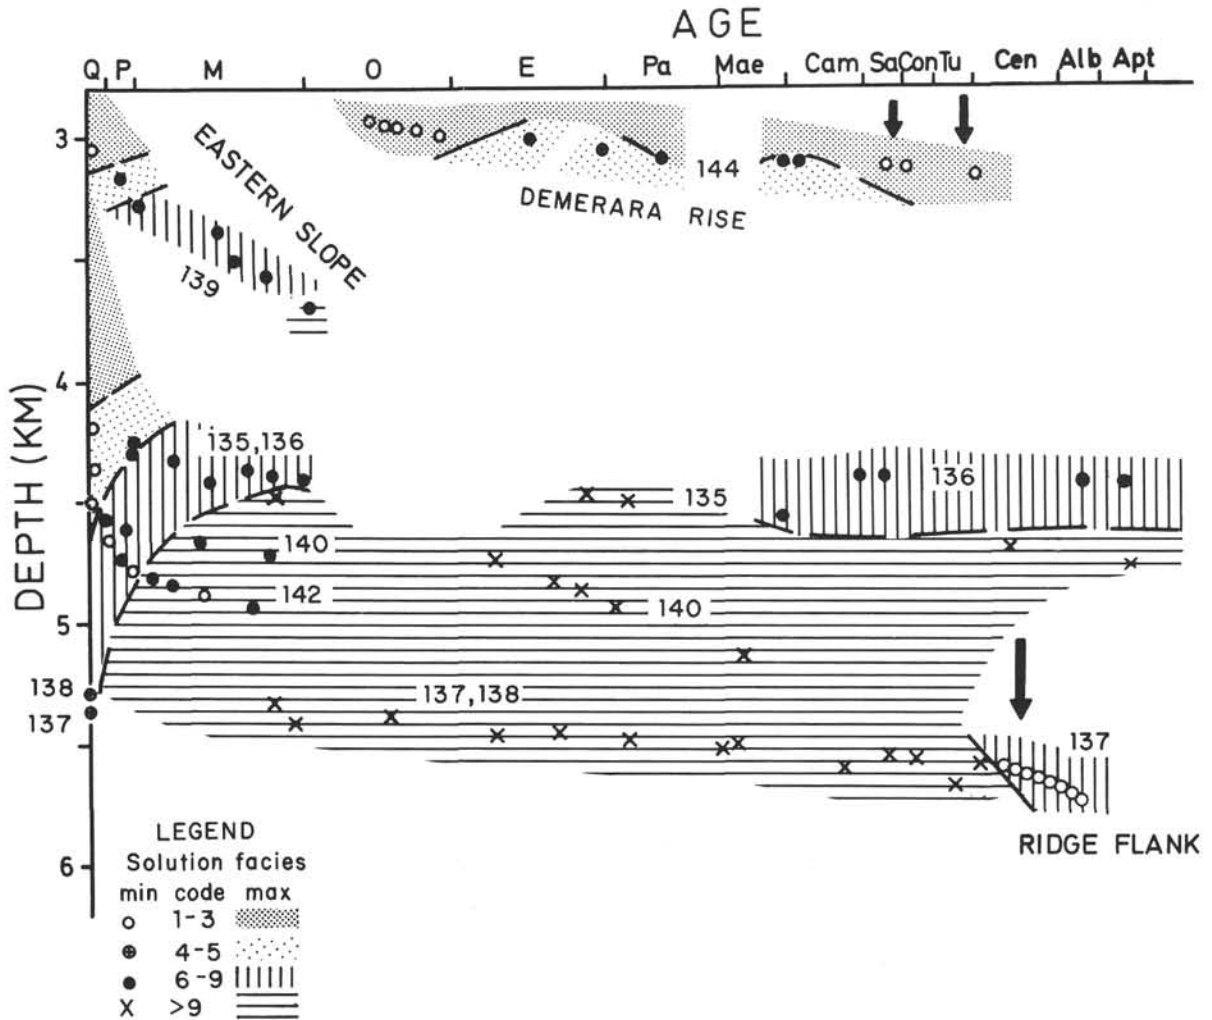 AGE
Q P M O E Pa Mae Cam Sa Con Tu Cen Alb Apt
3
EASTERN SLOPE
144
DEMERARA RISE
139
DEPTH (KM)
4
135,136
135
136
140
142
140
5
138
137,138
137
137
RIDGE FLANK
LEGEND
Solution facies
min code max
1-3
4-5
6-9
X >9
6